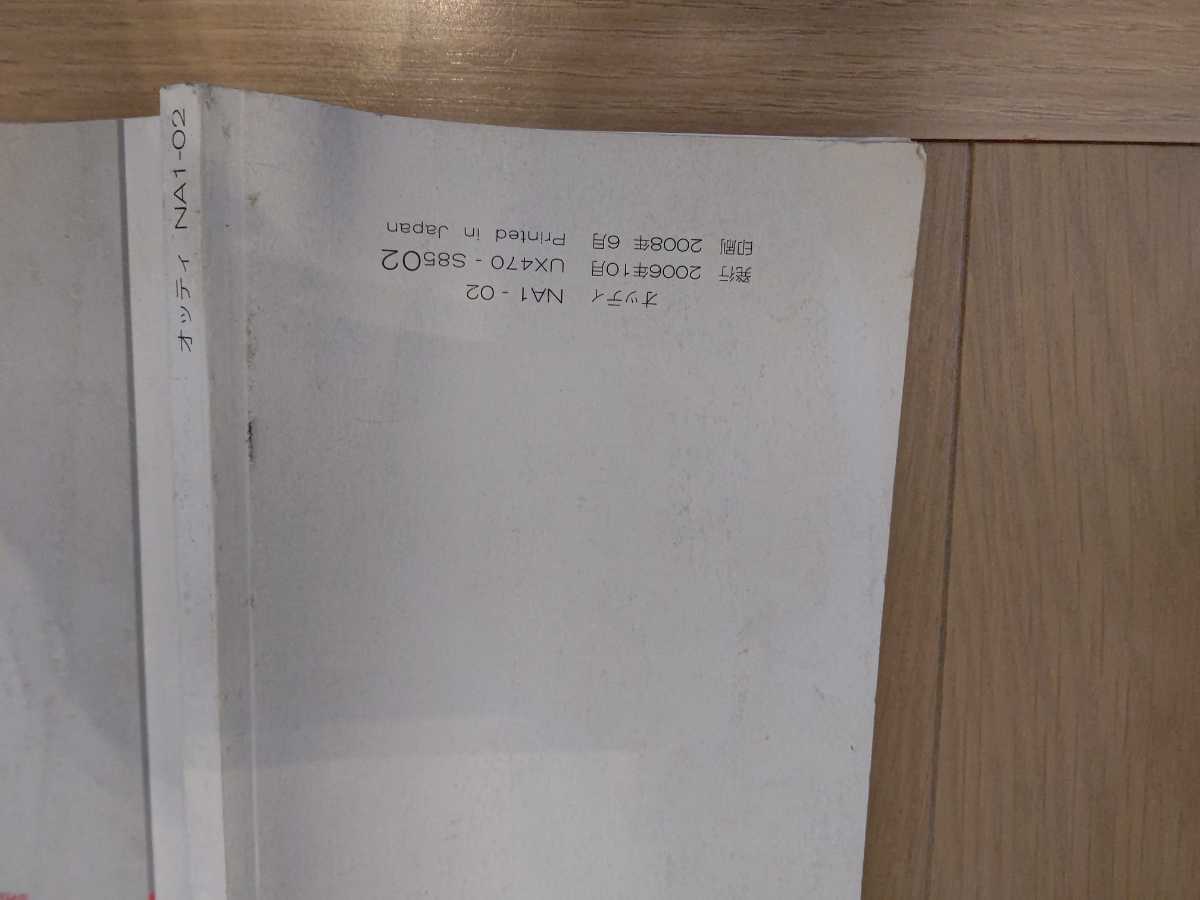 オッティ NA1-02
オッティ NA1-02
発行 2006年10月 UX470-S8502
印刷 2008年 6月 Printed in Japan